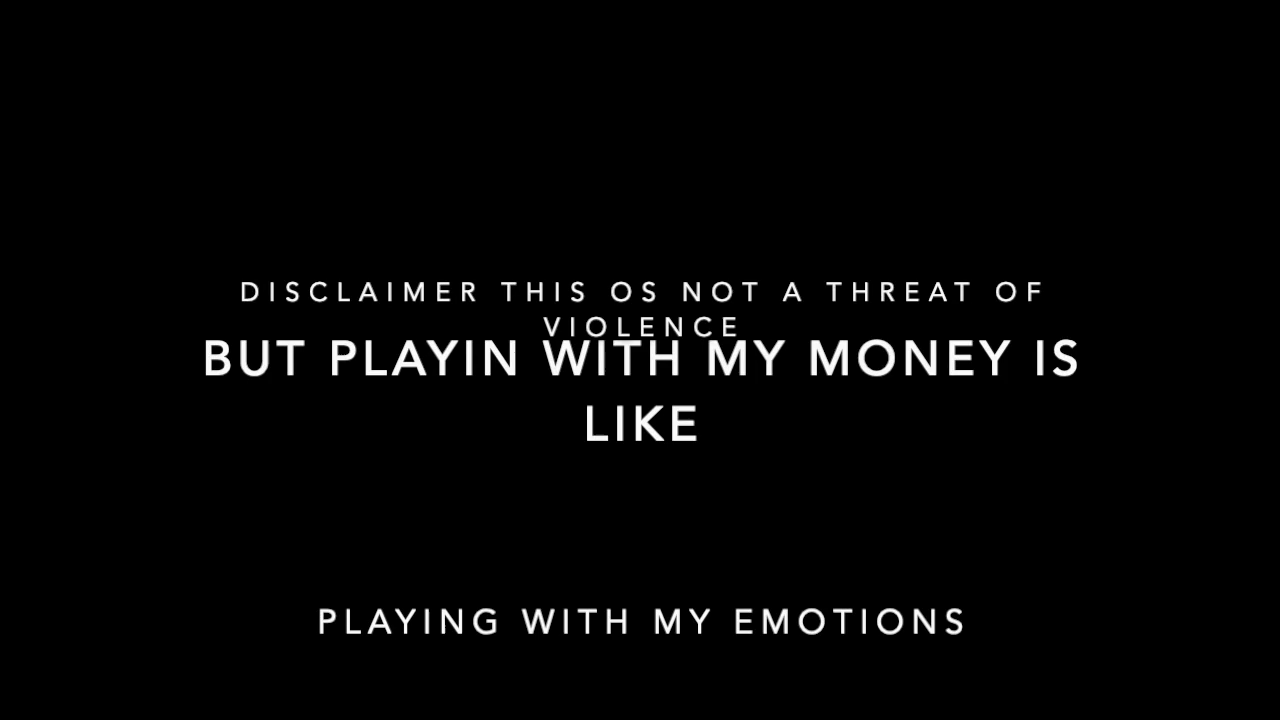 DISCLAIMER THIS OS NOT A THREAT OF
VIOLENCE
BUT PLAYIN WITH MY MONEY IS
LIKE
PLAYING WITH MY EMOTIONS